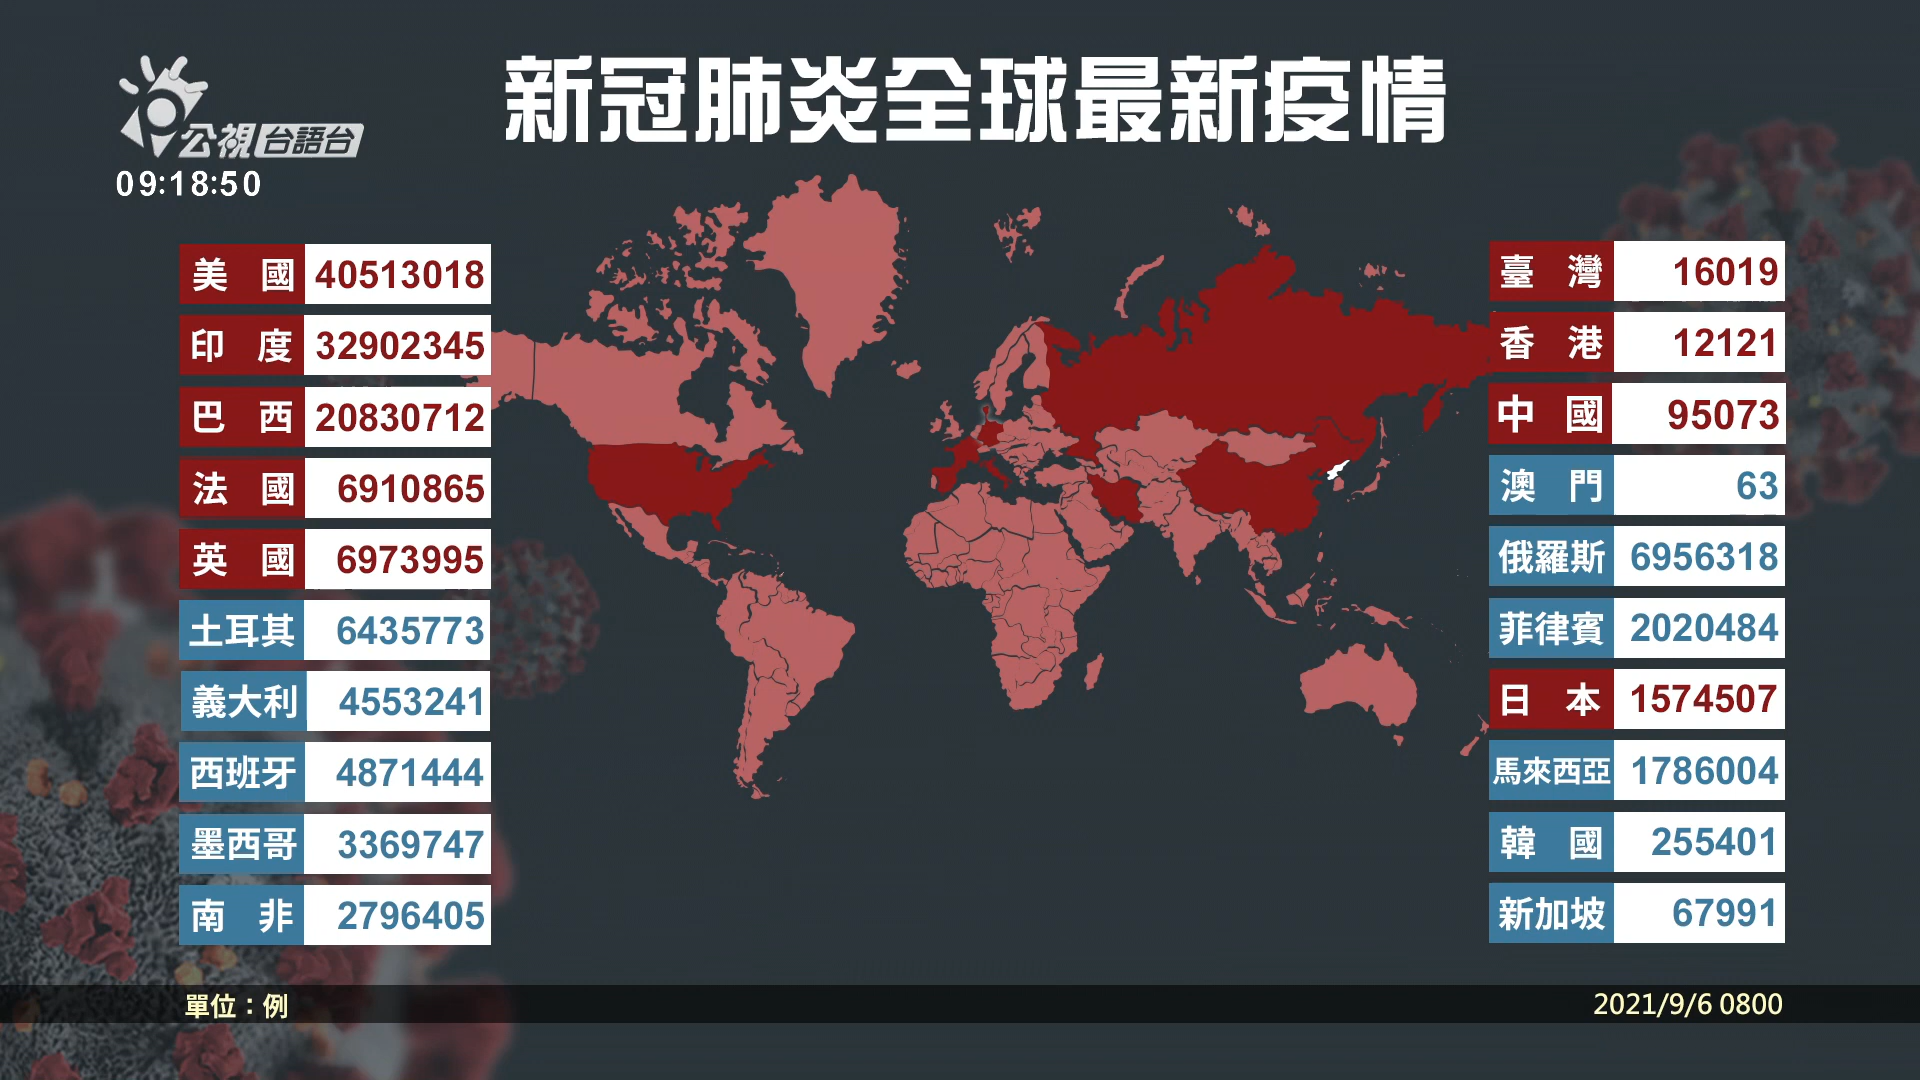 新冠肺炎全球最新疫情
公視台語台
09:18:50
美國 40513018
印度 32902345
巴西 20830712
法國 6910865
英國 6973995
土耳其 6435773
義大利 4553241
西班牙 4871444
墨西哥 3369747
南非 2796405
臺灣 16019
香港 12121
中國 95073
澳門 63
俄羅斯 6956318
菲律賓 2020484
日本 1574507
馬來西亞 1786004
韓國 255401
新加坡 67991
單位：例
2021/9/6 0800